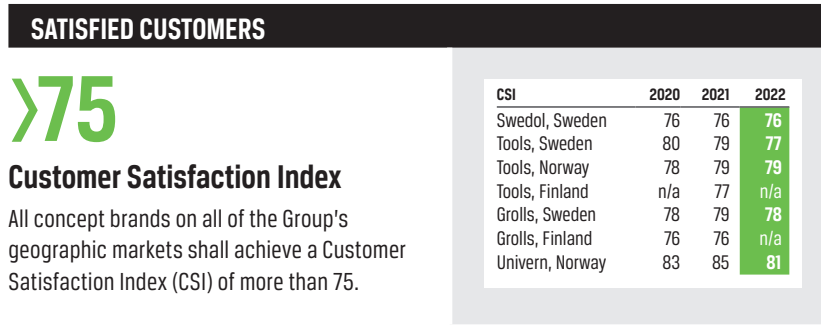 SATISFIED CUSTOMERS
>75
Customer Satisfaction Index
All concept brands on all of the Group's
geographic markets shall achieve a Customer
Satisfaction Index (CSI) of more than 75.
CSI 2020 2021 2022
Swedol, Sweden 76 76 76
Tools, Sweden 80 79 77
Tools, Norway 78 79 79
Tools, Finland n/a 77 n/a
Grolls, Sweden 78 79 78
Grolls, Finland 76 76 n/a
Univern, Norway 83 85 81